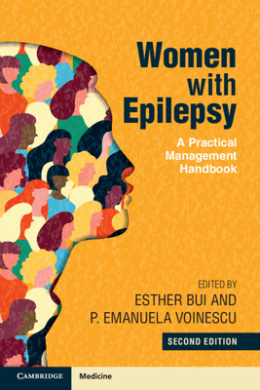 Women
with
Epilepsy
A Practical
Management
Handbook
EDITED BY
ESTHER BUI AND
P. EMANUELA VOINESCU
SECOND EDITION
CAMBRIDGE
Medicine